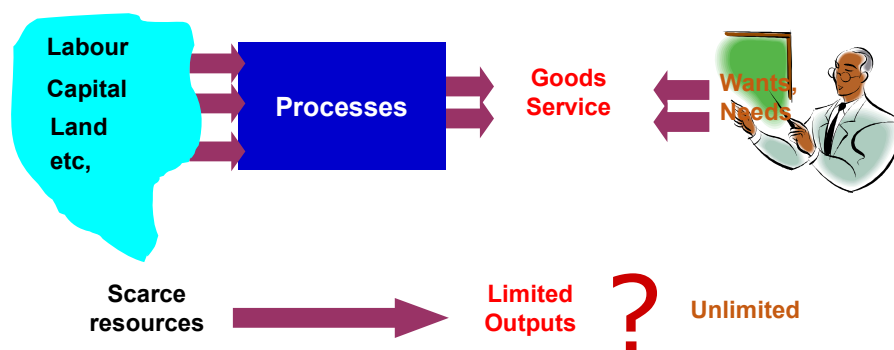 Labour
Capital
Land
etc,
Processes
Goods
Service
Wants,
Needs
Scarce
resources
Limited
Outputs
?
Unlimited